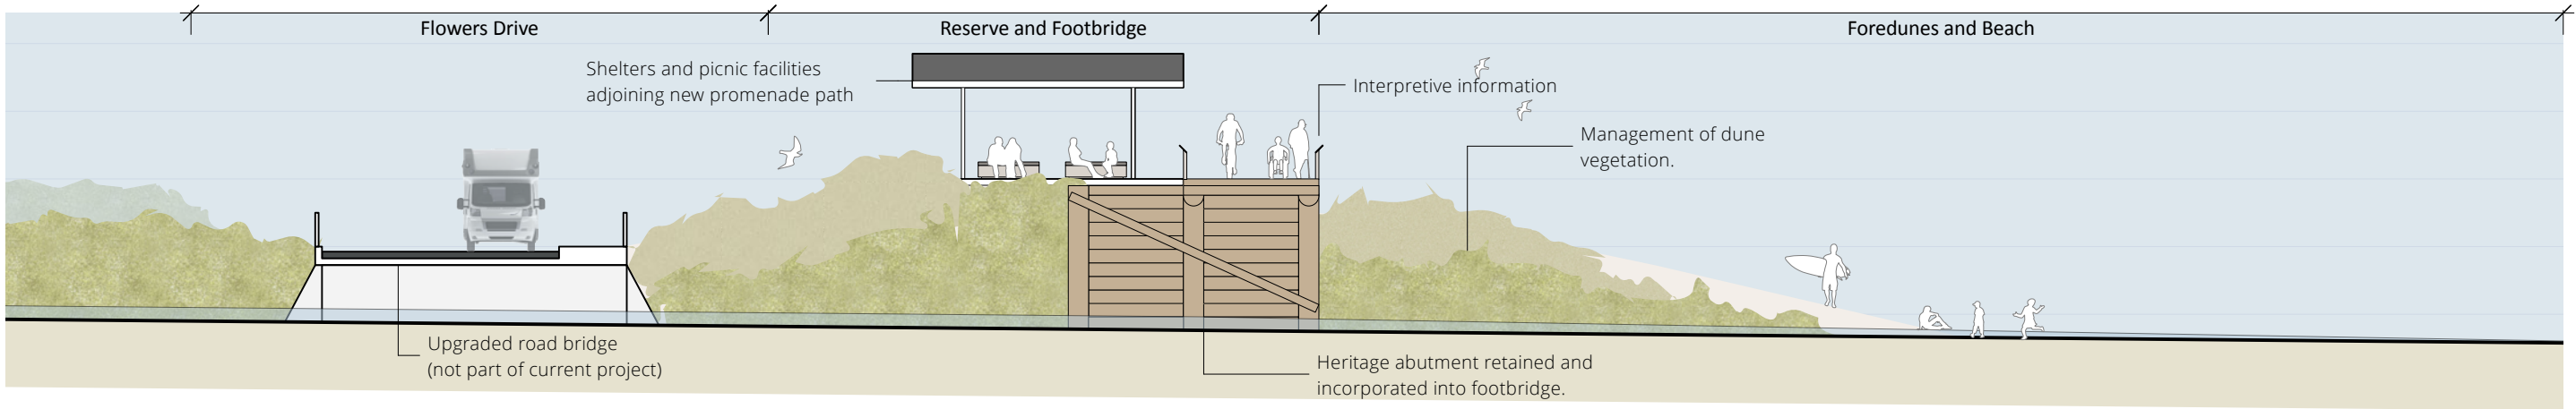 Flowers Drive
Reserve and Footbridge
Foredunes and Beach
Shelters and picnic facilities
adjoining new promenade path
Interpretive information
Management of dune
vegetation.
Upgraded road bridge
(not part of current project)
Heritage abutment retained and
incorporated into footbridge.